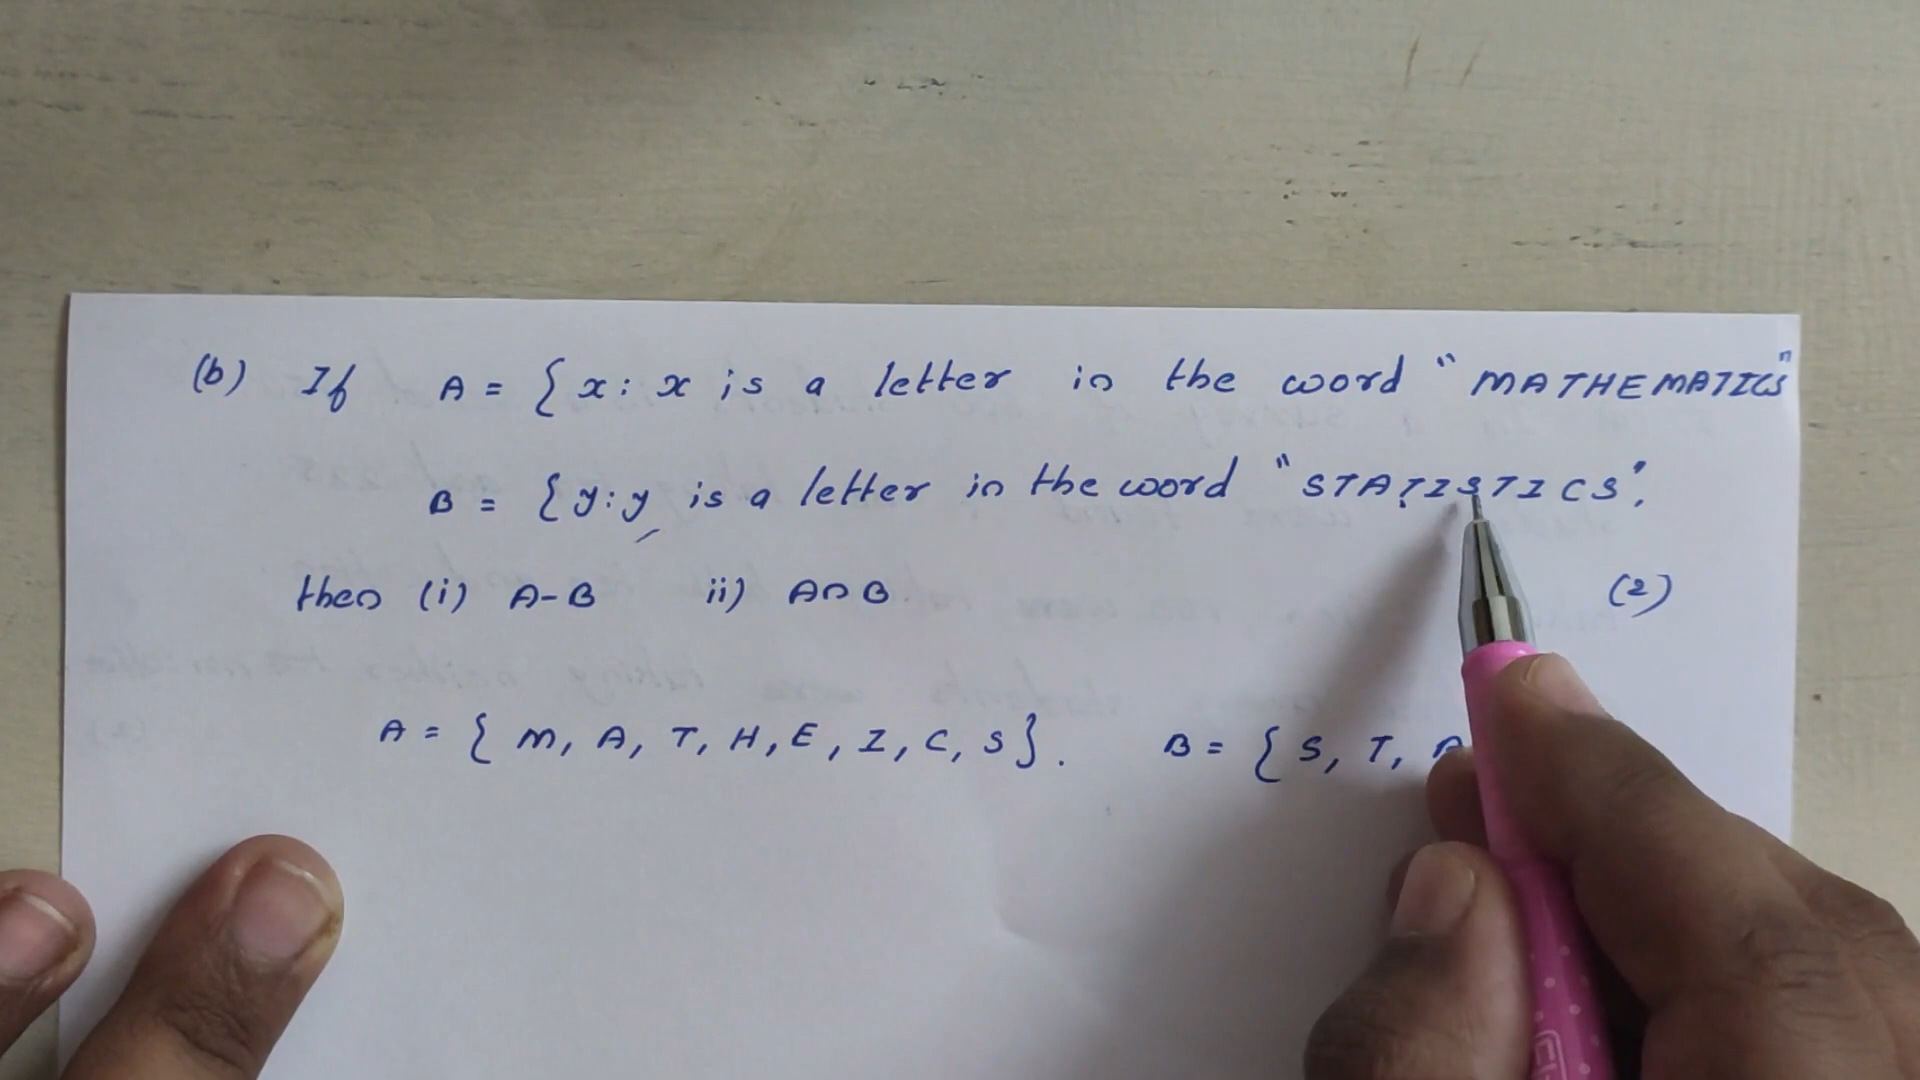 (b) If A = { x : x is a letter in the word "MATHEMATICS"
B = { y : y is a letter in the word "STATISTICS".
then (i) A-B ii) A∩B (2)
A = { M, A, T, H, E, I, C, S }. B = { S, T, A